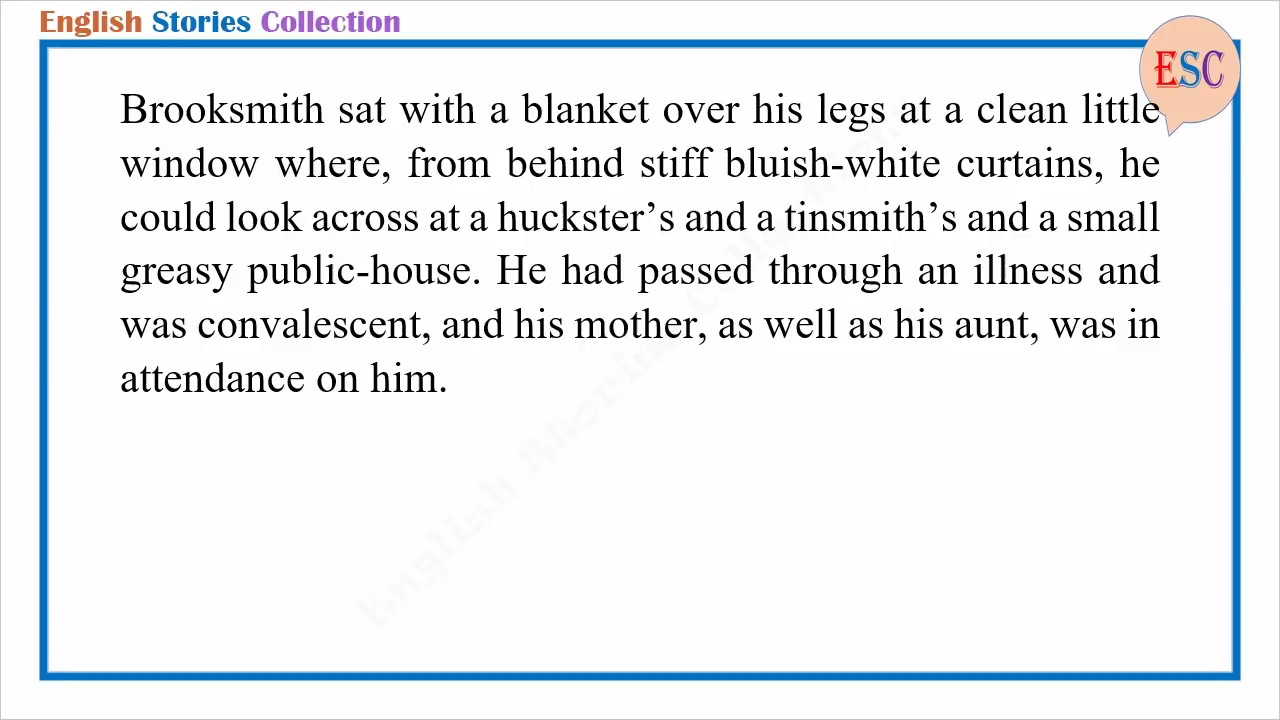 English Stories Collection
ESC
Brooksmith sat with a blanket over his legs at a clean little
window where, from behind stiff bluish-white curtains, he
could look across at a huckster’s and a tinsmith’s and a small
greasy public-house. He had passed through an illness and
was convalescent, and his mother, as well as his aunt, was in
attendance on him.
English Stories Collection